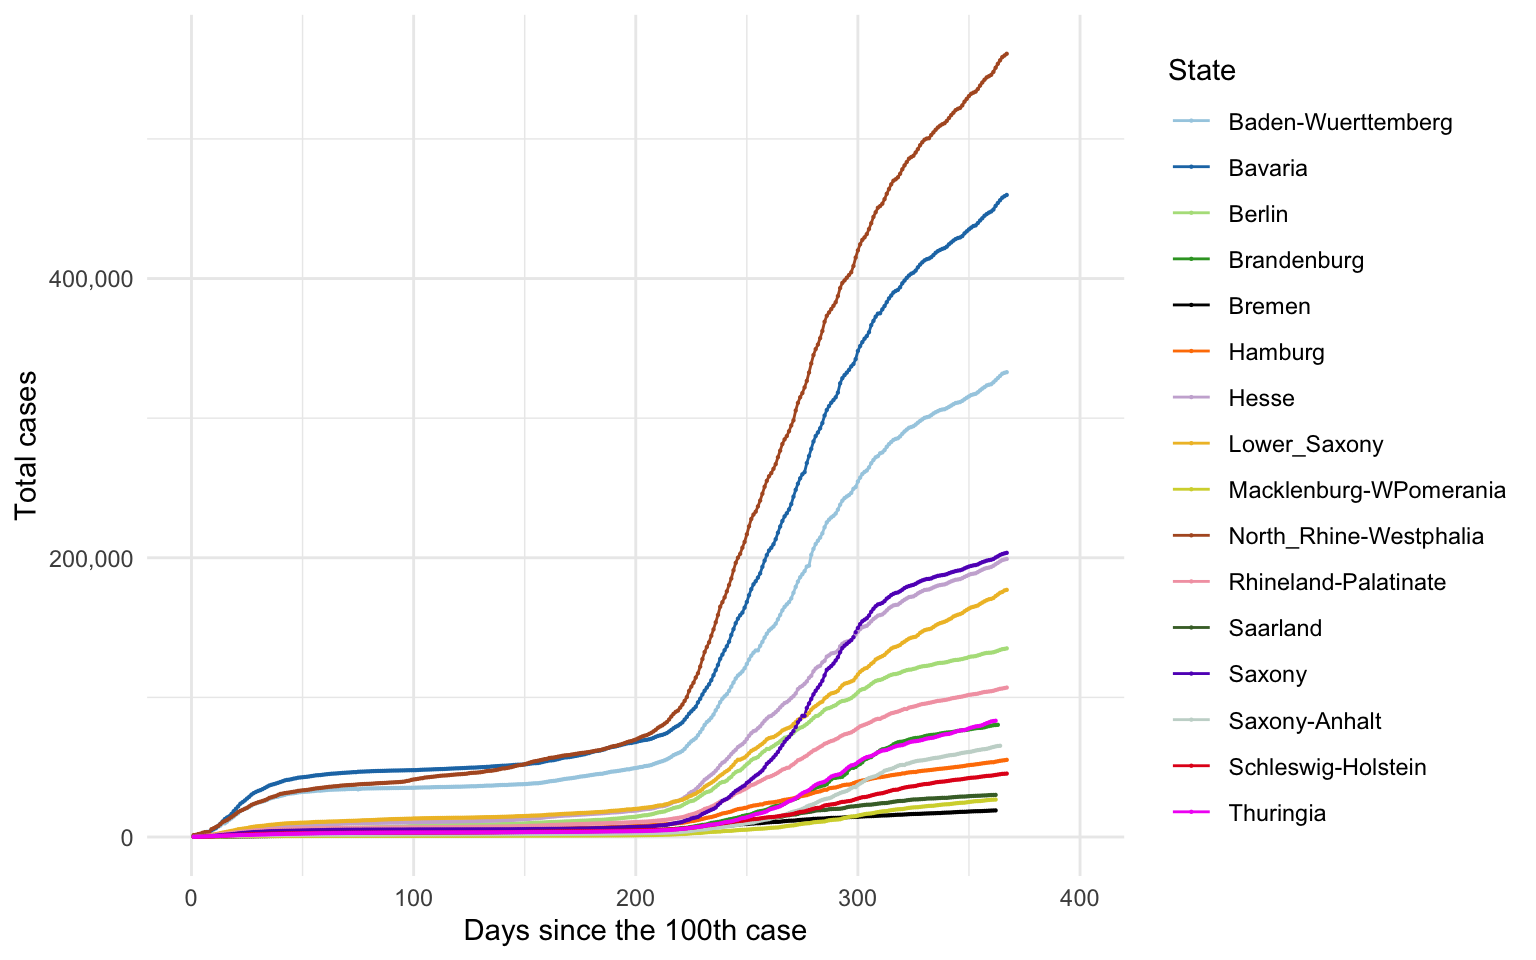 State
Baden-Wuerttemberg
Bavaria
Berlin
Brandenburg
Bremen
Hamburg
Hesse
Lower_Saxony
Macklenburg-WPomerania
North_Rhine-Westphalia
Rhineland-Palatinate
Saarland
Saxony
Saxony-Anhalt
Schleswig-Holstein
Thuringia
Total cases
400,000
200,000
0
0 100 200 300 400
Days since the 100th case